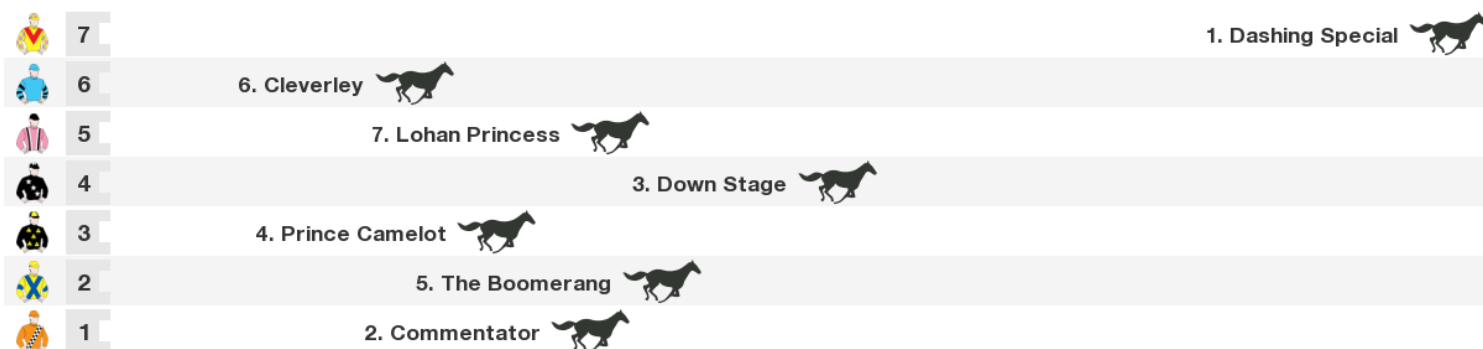 7 1. Dashing Special
6 6. Cleverley
5 7. Lohan Princess
4 3. Down Stage
3 4. Prince Camelot
2 5. The Boomerang
1 2. Commentator